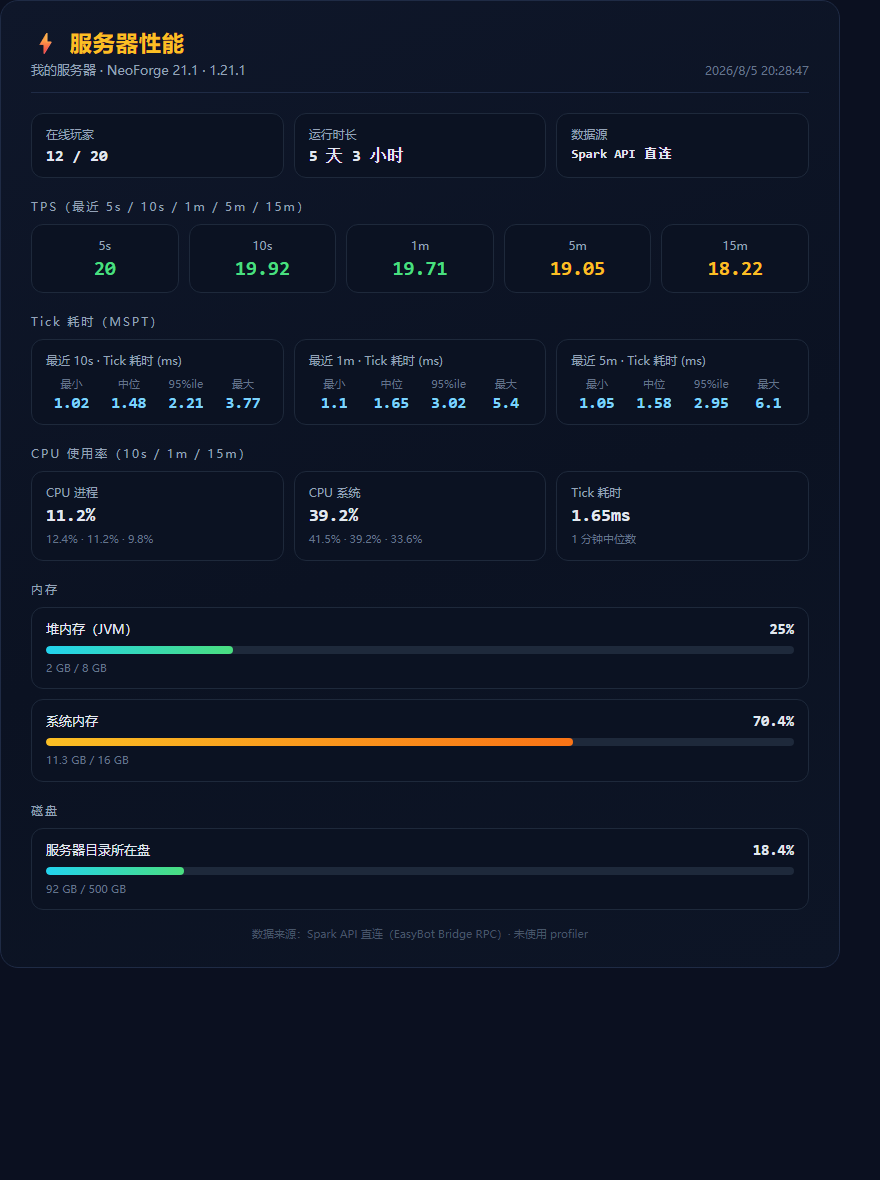 ⚡ 服务器性能
我的服务器 · NeoForge 21.1 · 1.21.1
2026/8/5 20:28:47
在线玩家
12 / 20
运行时长
5 天 3 小时
数据源
Spark API 直连
TPS（最近 5s / 10s / 1m / 5m / 15m）
5s
20
10s
19.92
1m
19.71
5m
19.05
15m
18.22
Tick 耗时（MSPT）
最近 10s · Tick 耗时 (ms)
最小 中位 95%ile 最大
1.02 1.48 2.21 3.77
最近 1m · Tick 耗时 (ms)
最小 中位 95%ile 最大
1.1 1.65 3.02 5.4
最近 5m · Tick 耗时 (ms)
最小 中位 95%ile 最大
1.05 1.58 2.95 6.1
CPU 使用率（10s / 1m / 15m）
CPU 进程
11.2%
12.4% · 11.2% · 9.8%
CPU 系统
39.2%
41.5% · 39.2% · 33.6%
Tick 耗时
1.65ms
1 分钟中位数
内存
堆内存（JVM） 25%
2 GB / 8 GB
系统内存 70.4%
11.3 GB / 16 GB
磁盘
服务器目录所在盘 18.4%
92 GB / 500 GB
数据来源：Spark API 直连（EasyBot Bridge RPC）· 未使用 profiler